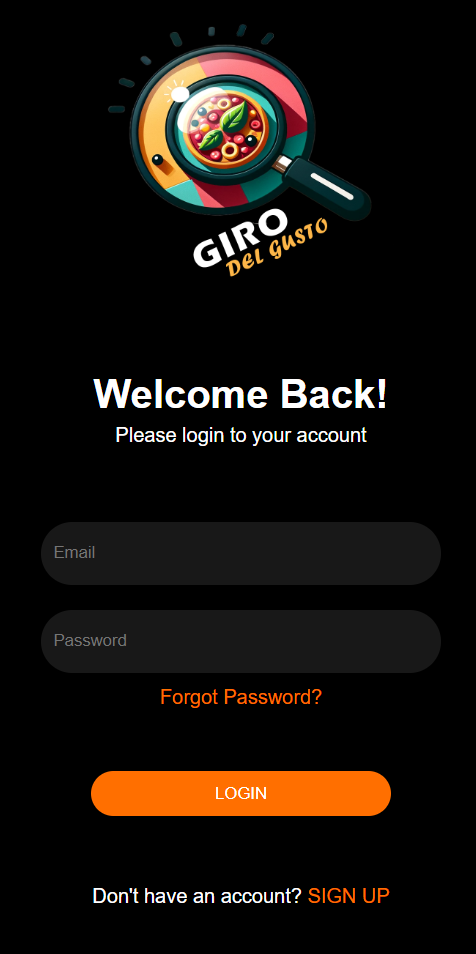 GIRO
DEL GUSTO
Welcome Back!
Please login to your account
Email
Password
Forgot Password?
LOGIN
Don't have an account? SIGN UP